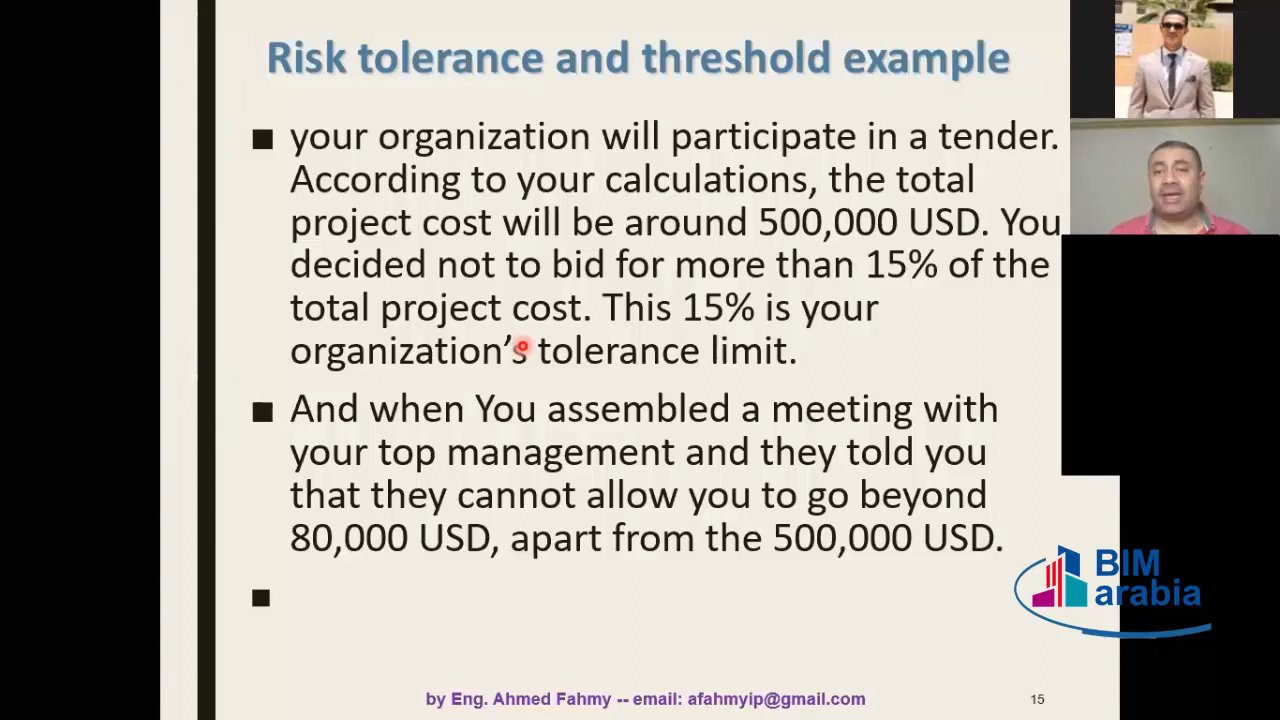 Risk tolerance and threshold example
■ your organization will participate in a tender.
According to your calculations, the total
project cost will be around 500,000 USD. You
decided not to bid for more than 15% of the
total project cost. This 15% is your
organization’s tolerance limit.
■ And when You assembled a meeting with
your top management and they told you
that they cannot allow you to go beyond
80,000 USD, apart from the 500,000 USD.
■
BIM
arabia
by Eng. Ahmed Fahmy -- email: afahmyip@gmail.com
15